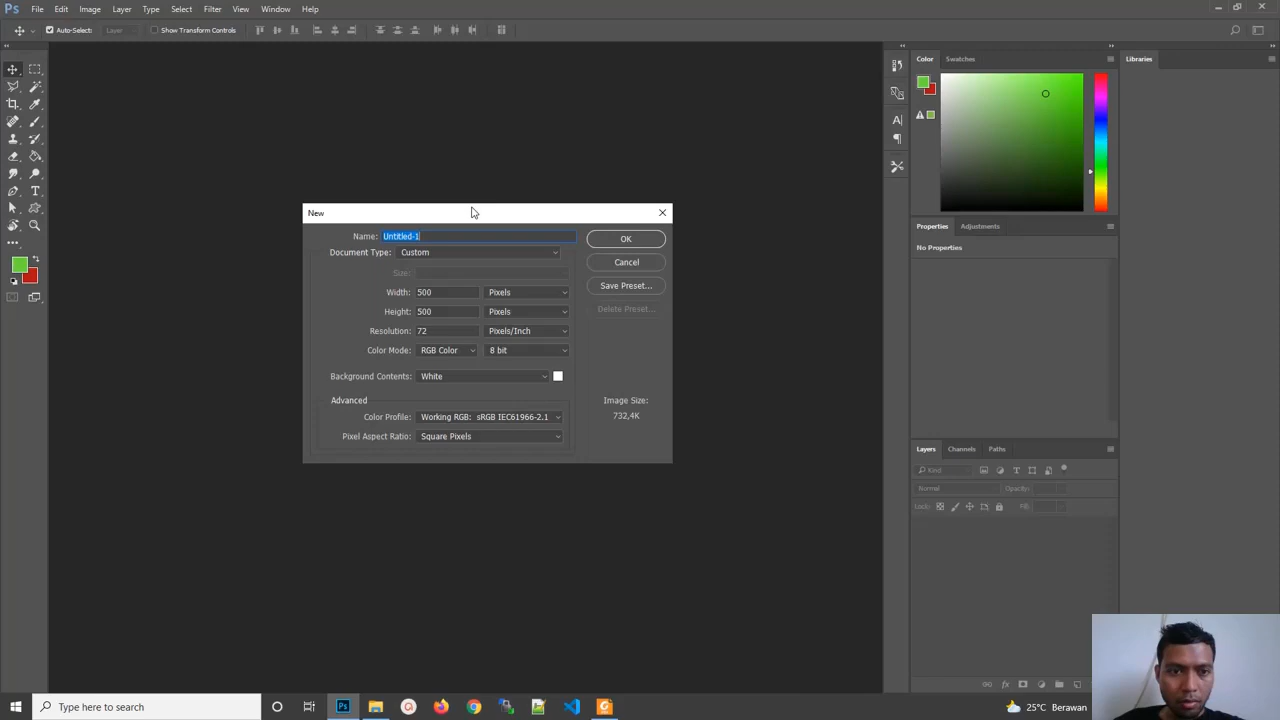 Ps File Edit Image Layer Type Select Filter View Window Help
Auto-Select: Layer Show Transform Controls
Color Swatches Libraries
New
Name: Untitled-1 OK
Document Type: Custom
Size: Cancel
Width: 500 Pixels Save Preset...
Height: 500 Pixels Delete Preset...
Resolution: 72 Pixels/Inch
Color Mode: RGB Color 8 bit
Background Contents: White
Advanced
Color Profile: Working RGB: sRGB IEC61966-2.1
Pixel Aspect Ratio: Square Pixels
Image Size:
732,4K
Properties Adjustments
No Properties
Layers Channels Paths
Kind
Normal Opacity:
Lock: Fill:
Type here to search Ps 25°C Berawan